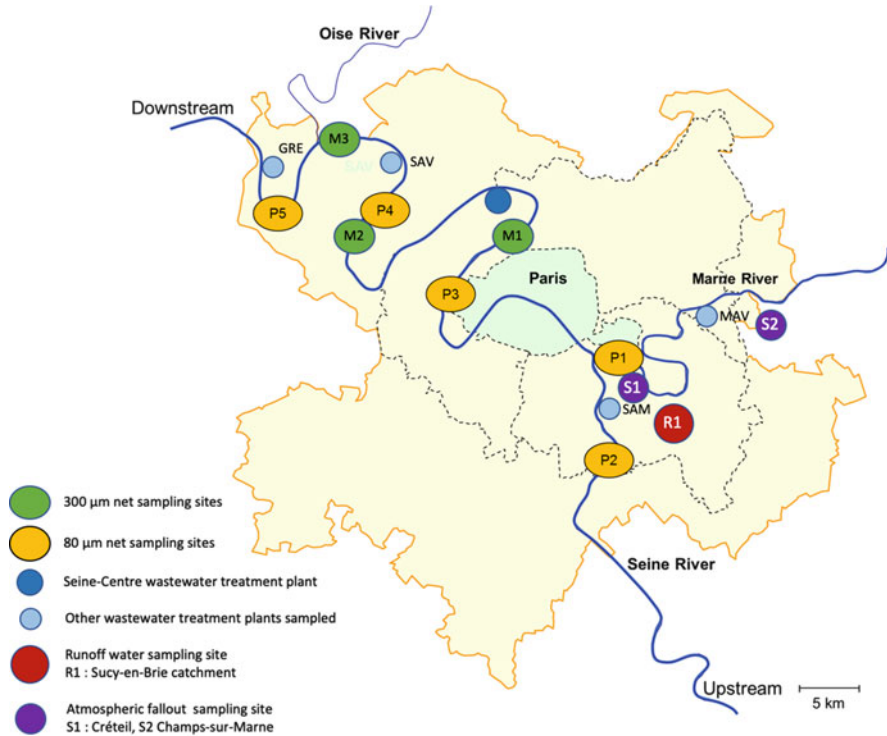 Oise River
Downstream
M3
GRE
SAV
SAV
P5
P4
M2
M1
Paris
Marne River
P3
MAV
S2
P1
S1
SAM
R1
P2
300 µm net sampling sites
80 µm net sampling sites
Seine River
Seine-Centre wastewater treatment plant
Other wastewater treatment plants sampled
Runoff water sampling site
R1 : Sucy-en-Brie catchment
Upstream
5 km
Atmospheric fallout sampling site
S1 : Créteil, S2 Champs-sur-Marne